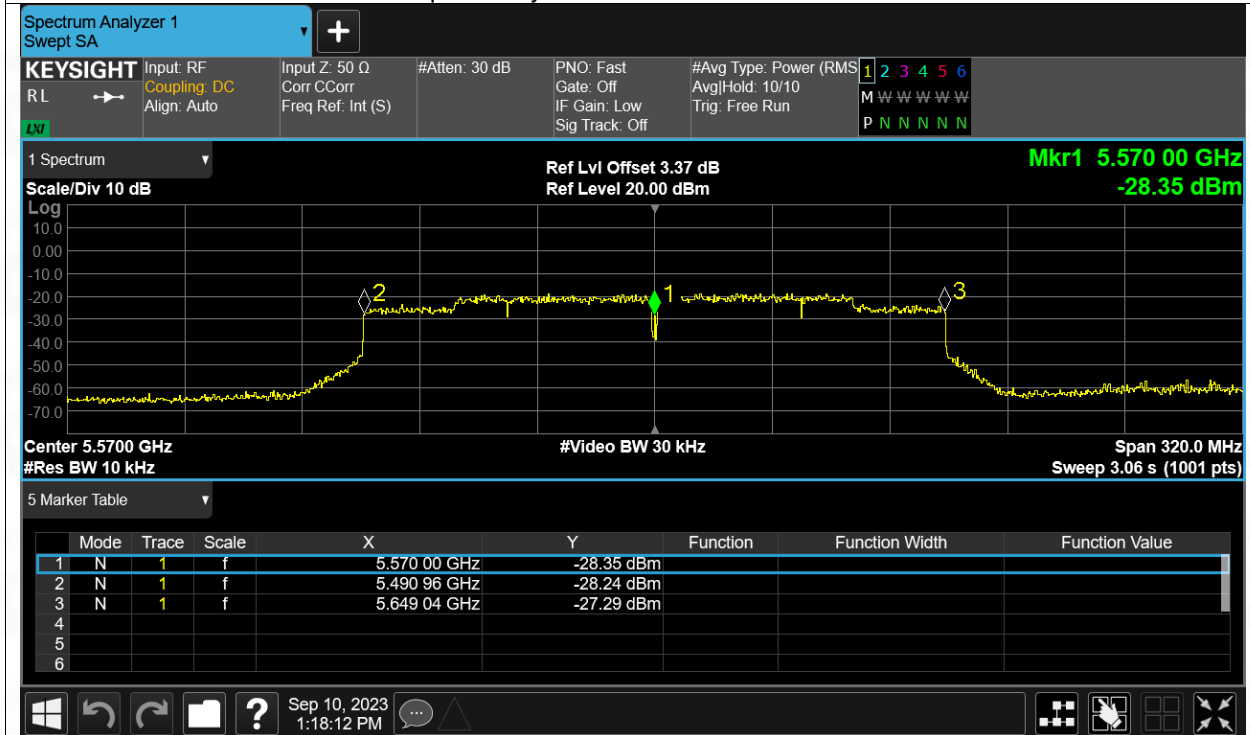 Spectrum Analyzer 1
Swept SA
+
KEYSIGHT
RL
LXI
Input: RF
Coupling: DC
Align: Auto
Input Z: 50 Ω
Corr CCorr
Freq Ref: Int (S)
#Atten: 30 dB
PNO: Fast
Gate: Off
IF Gain: Low
Sig Track: Off
#Avg Type: Power (RMS
Avg|Hold: 10/10
Trig: Free Run
1 2 3 4 5 6
M W W W W W
P N N N N N N
1 Spectrum
Scale/Div 10 dB
Ref Lvl Offset 3.37 dB
Ref Level 20.00 dBm
Mkr1 5.570 00 GHz
-28.35 dBm
Log
10.0
0.00
-10.0
-20.0
-30.0
-40.0
-50.0
-60.0
-70.0
2
1
3
Center 5.5700 GHz
#Video BW 30 kHz
Span 320.0 MHz
#Res BW 10 kHz
Sweep 3.06 s (1001 pts)
5 Marker Table
Mode Trace Scale X Y Function Function Width Function Value
1 N 1 f 5.570 00 GHz -28.35 dBm
2 N 1 f 5.490 96 GHz -28.24 dBm
3 N 1 f 5.649 04 GHz -27.29 dBm
4
5
6
?
Sep 10, 2023
1:18:12 PM